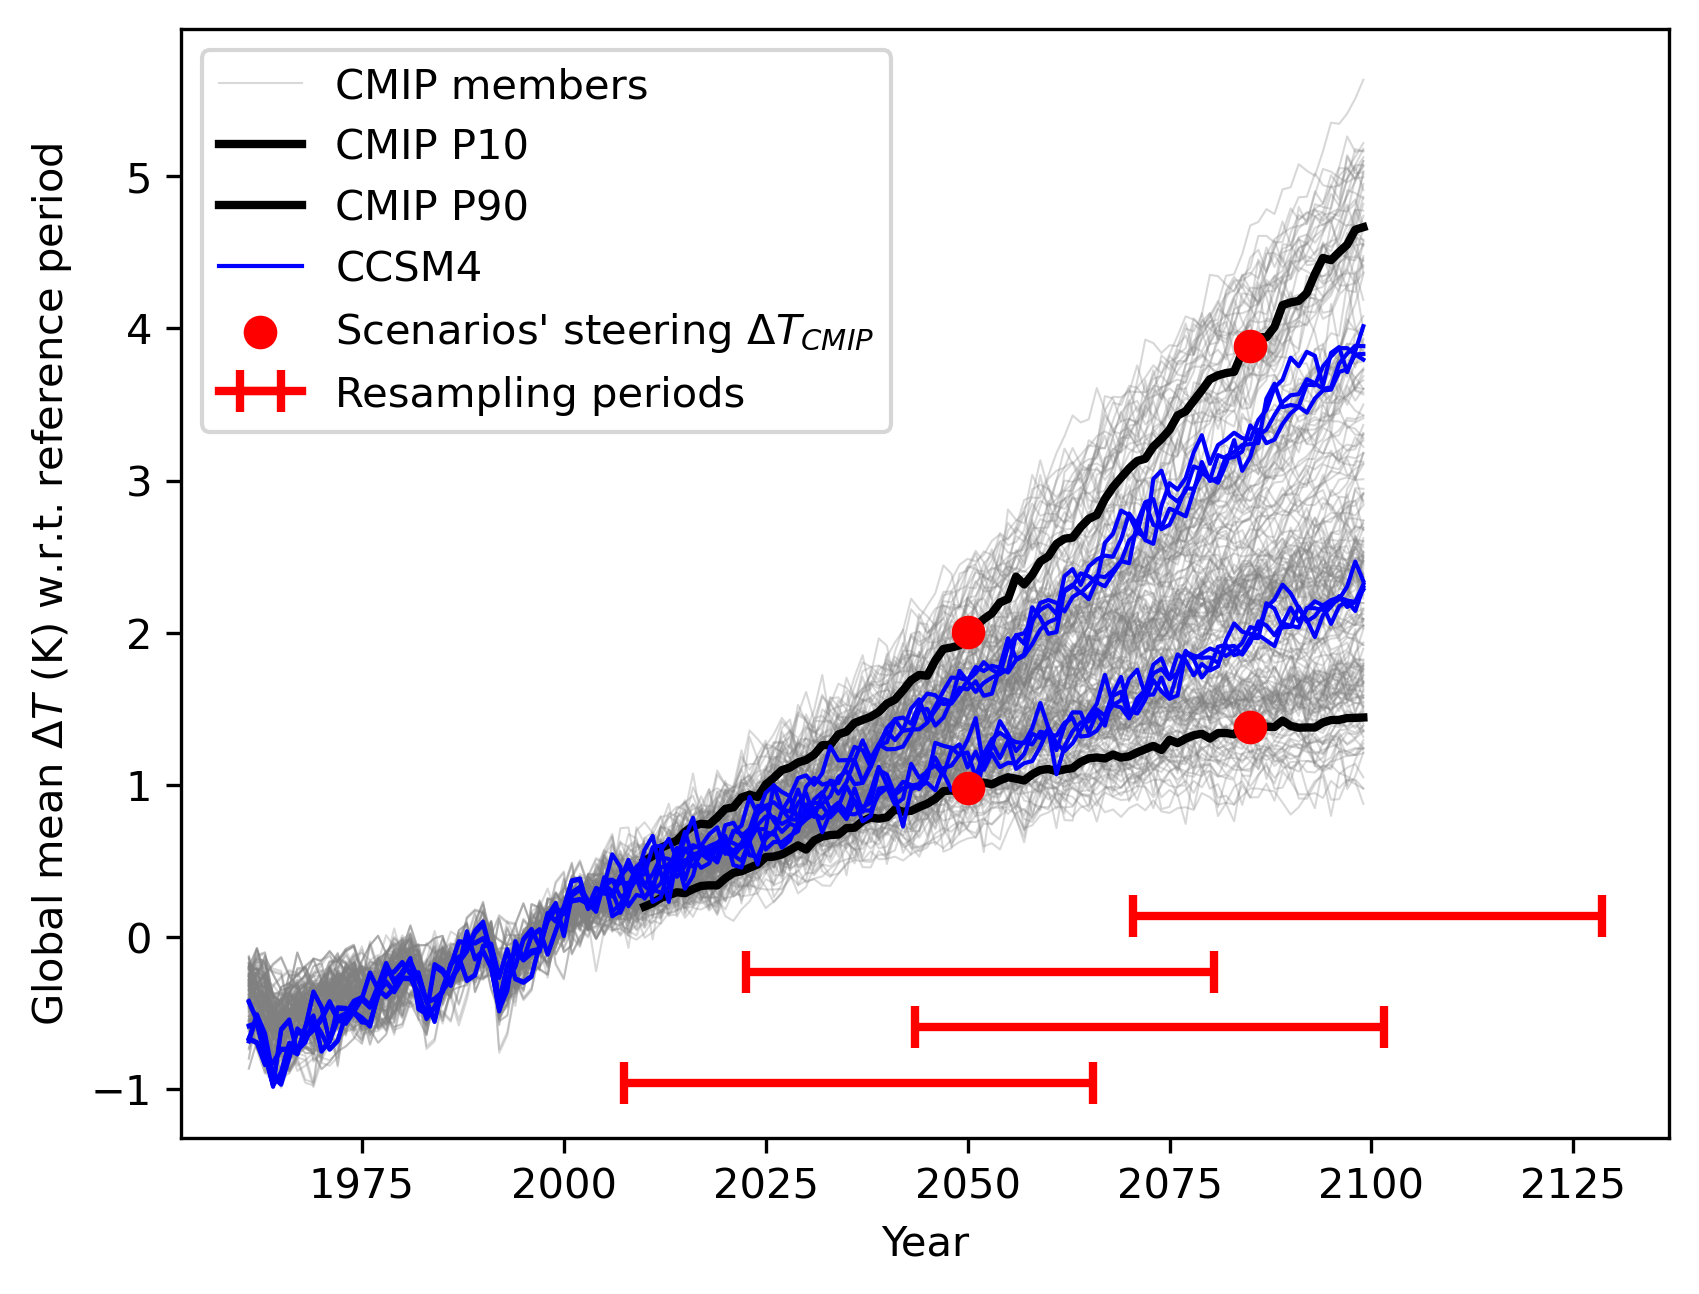 CMIP members
CMIP P10
CMIP P90
CCSM4
Scenarios' steering ΔT_CMIP
Resampling periods
Global mean ΔT (K) w.r.t. reference period
5
4
3
2
1
0
−1
1975 2000 2025 2050 2075 2100 2125
Year